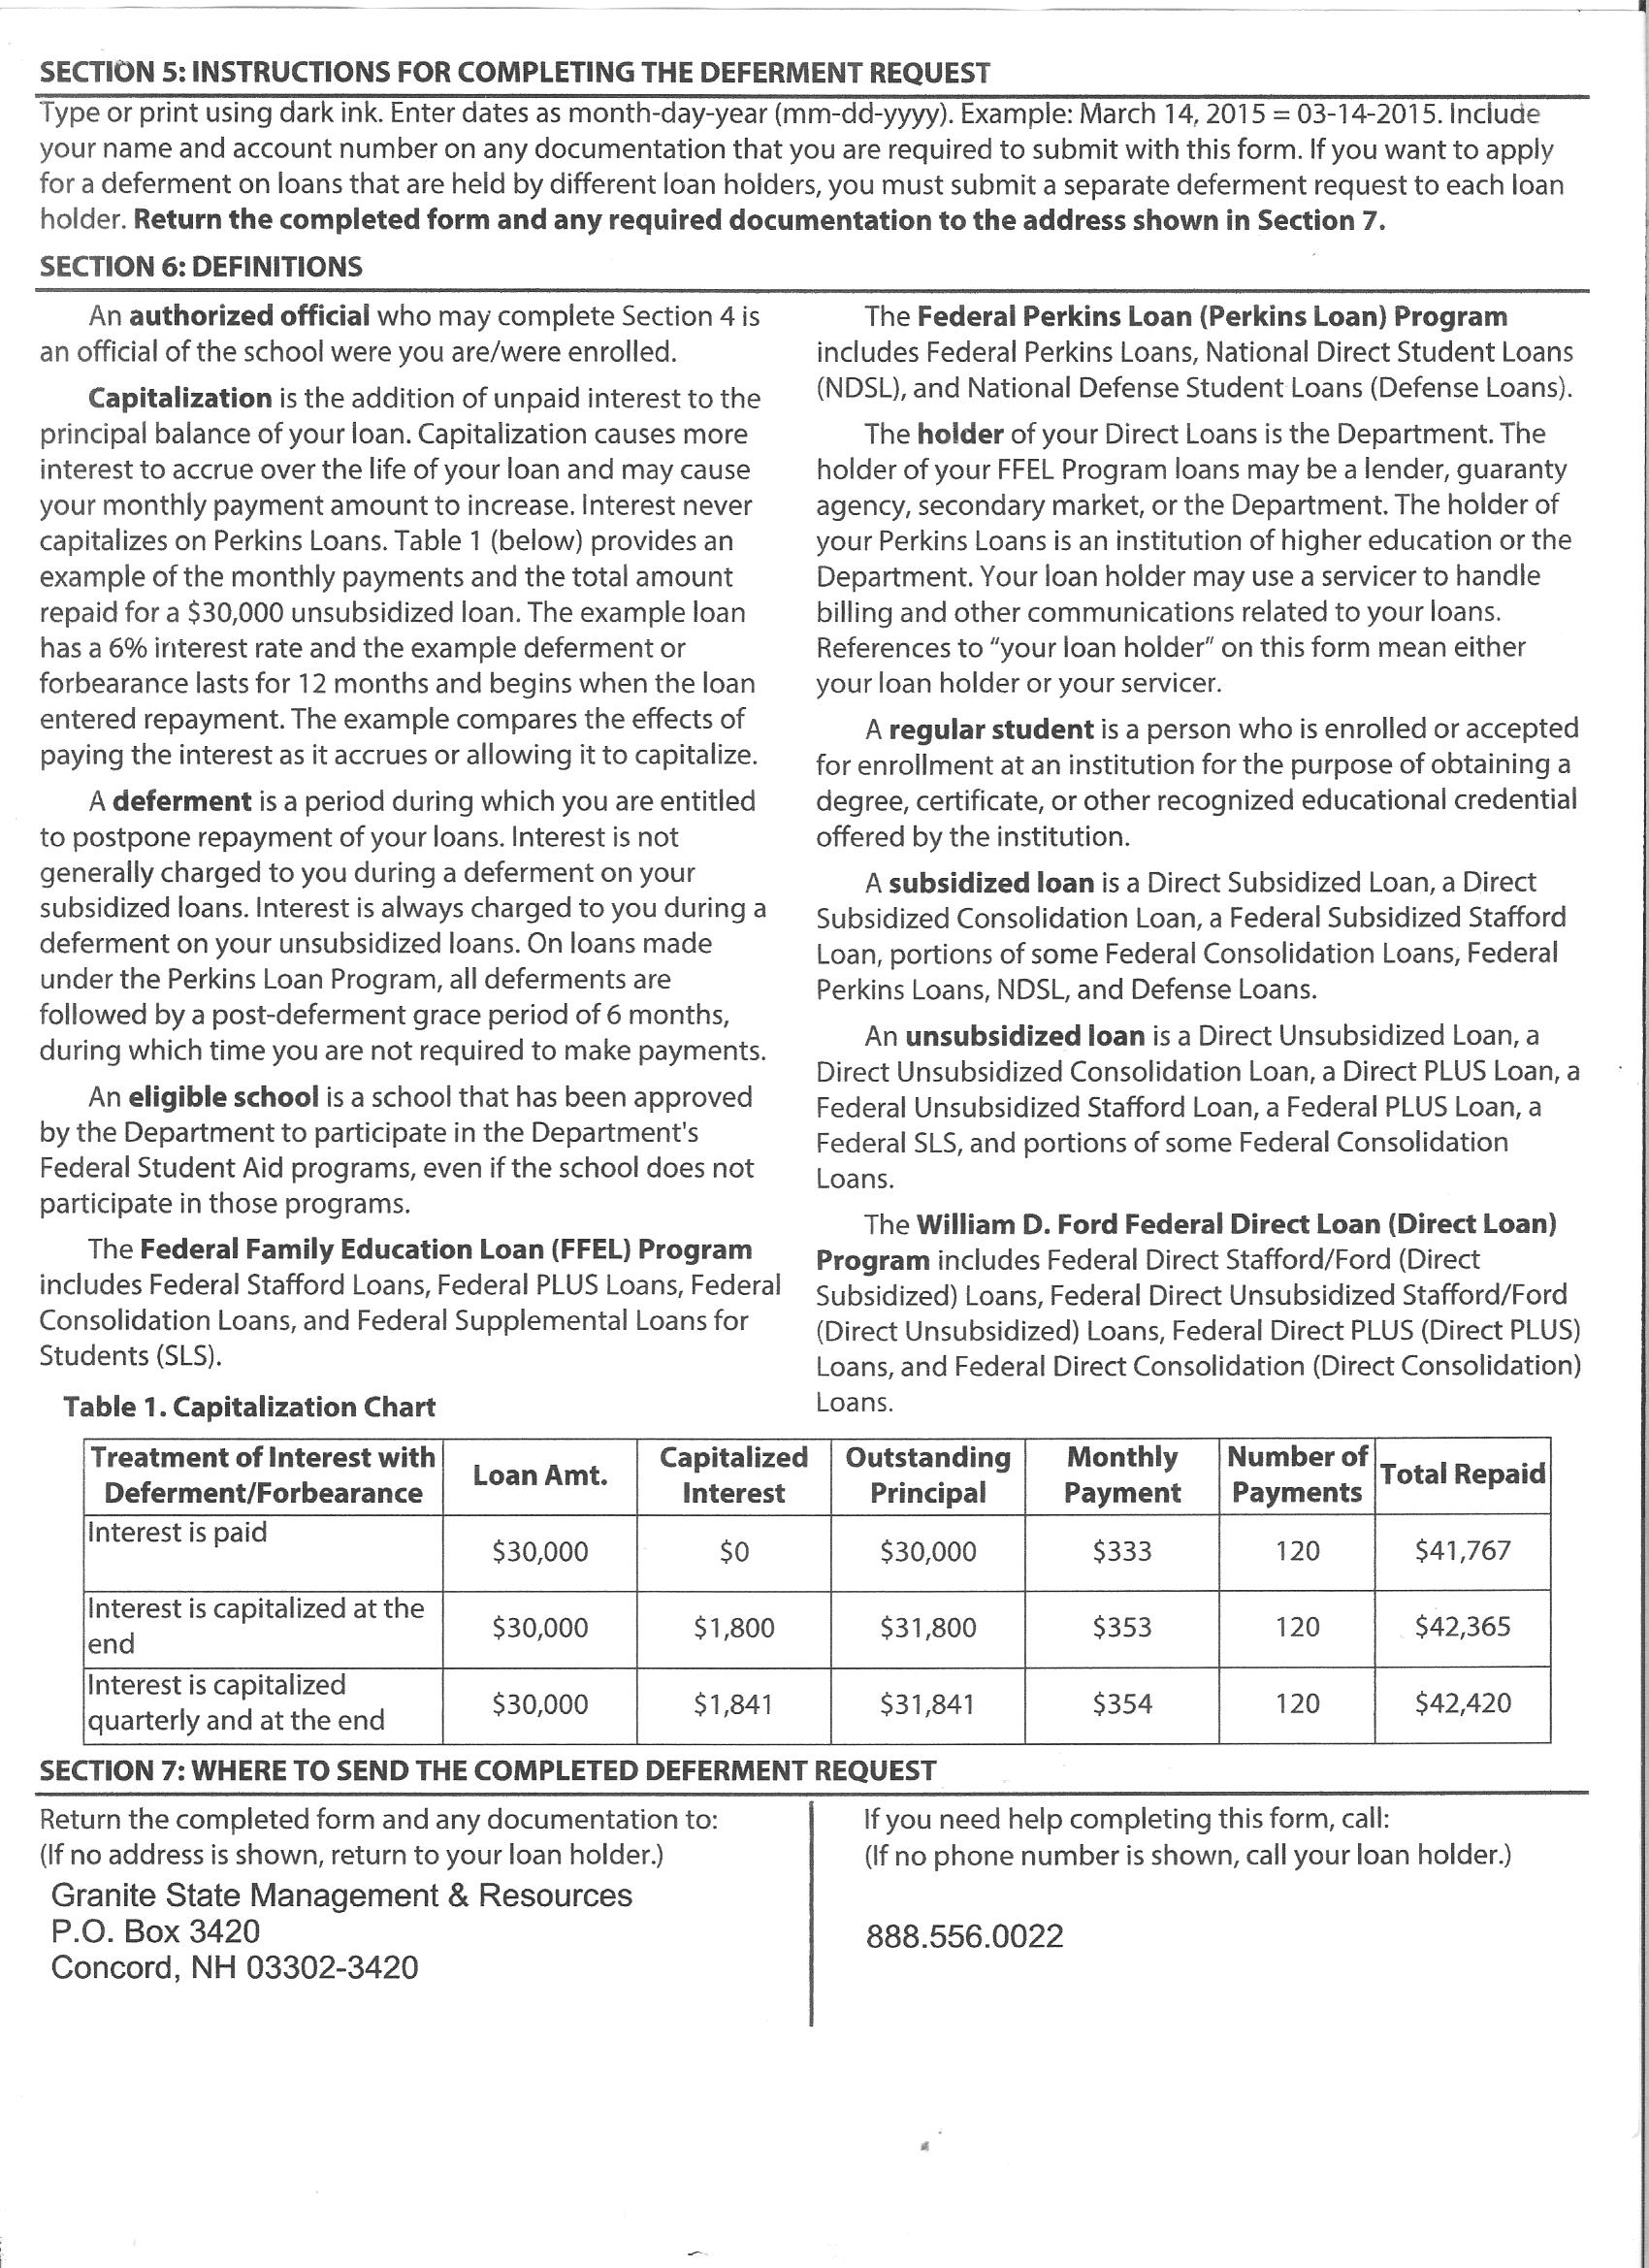 SECTION 5: INSTRUCTIONS FOR COMPLETING THE DEFERMENT REQUEST
Type or print using dark ink. Enter dates as month-day-year (mm-dd-yyyy). Example: March 14, 2015 = 03-14-2015. Include
your name and account number on any documentation that you are required to submit with this form. If you want to apply
for a deferment on loans that are held by different loan holders, you must submit a separate deferment request to each loan
holder. Return the completed form and any required documentation to the address shown in Section 7.
SECTION 6: DEFINITIONS
An authorized official who may complete Section 4 is
an official of the school were you are/were enrolled.
Capitalization is the addition of unpaid interest to the
principal balance of your loan. Capitalization causes more
interest to accrue over the life of your loan and may cause
your monthly payment amount to increase. Interest never
capitalizes on Perkins Loans. Table 1 (below) provides an
example of the monthly payments and the total amount
repaid for a $30,000 unsubsidized loan. The example loan
has a 6% interest rate and the example deferment or
forbearance lasts for 12 months and begins when the loan
entered repayment. The example compares the effects of
paying the interest as it accrues or allowing it to capitalize.
A deferment is a period during which you are entitled
to postpone repayment of your loans. Interest is not
generally charged to you during a deferment on your
subsidized loans. Interest is always charged to you during a
deferment on your unsubsidized loans. On loans made
under the Perkins Loan Program, all deferments are
followed by a post-deferment grace period of 6 months,
during which time you are not required to make payments.
An eligible school is a school that has been approved
by the Department to participate in the Department's
Federal Student Aid programs, even if the school does not
participate in those programs.
The Federal Family Education Loan (FFEL) Program
includes Federal Stafford Loans, Federal PLUS Loans, Federal
Consolidation Loans, and Federal Supplemental Loans for
Students (SLS).
The Federal Perkins Loan (Perkins Loan) Program
includes Federal Perkins Loans, National Direct Student Loans
(NDSL), and National Defense Student Loans (Defense Loans).
The holder of your Direct Loans is the Department. The
holder of your FFEL Program loans may be a lender, guaranty
agency, secondary market, or the Department. The holder of
your Perkins Loans is an institution of higher education or the
Department. Your loan holder may use a servicer to handle
billing and other communications related to your loans.
References to "your loan holder" on this form mean either
your loan holder or your servicer.
A regular student is a person who is enrolled or accepted
for enrollment at an institution for the purpose of obtaining a
degree, certificate, or other recognized educational credential
offered by the institution.
A subsidized loan is a Direct Subsidized Loan, a Direct
Subsidized Consolidation Loan, a Federal Subsidized Stafford
Loan, portions of some Federal Consolidation Loans, Federal
Perkins Loans, NDSL, and Defense Loans.
An unsubsidized loan is a Direct Unsubsidized Loan, a
Direct Unsubsidized Consolidation Loan, a Direct PLUS Loan, a
Federal Unsubsidized Stafford Loan, a Federal PLUS Loan, a
Federal SLS, and portions of some Federal Consolidation
Loans.
The William D. Ford Federal Direct Loan (Direct Loan)
Program includes Federal Direct Stafford/Ford (Direct
Subsidized) Loans, Federal Direct Unsubsidized Stafford/Ford
(Direct Unsubsidized) Loans, Federal Direct PLUS (Direct PLUS)
Loans, and Federal Direct Consolidation (Direct Consolidation)
Loans.
Table 1. Capitalization Chart
Treatment of Interest with Deferment/Forbearance Loan Amt. Capitalized Interest Outstanding Principal Monthly Payment Number of Payments Total Repaid
Interest is paid $30,000 $0 $30,000 $333 120 $41,767
Interest is capitalized at the end $30,000 $1,800 $31,800 $353 120 $42,365
Interest is capitalized quarterly and at the end $30,000 $1,841 $31,841 $354 120 $42,420
SECTION 7: WHERE TO SEND THE COMPLETED DEFERMENT REQUEST
Return the completed form and any documentation to:
(If no address is shown, return to your loan holder.)
Granite State Management & Resources
P.O. Box 3420
Concord, NH 03302-3420
If you need help completing this form, call:
(If no phone number is shown, call your loan holder.)
888.556.0022